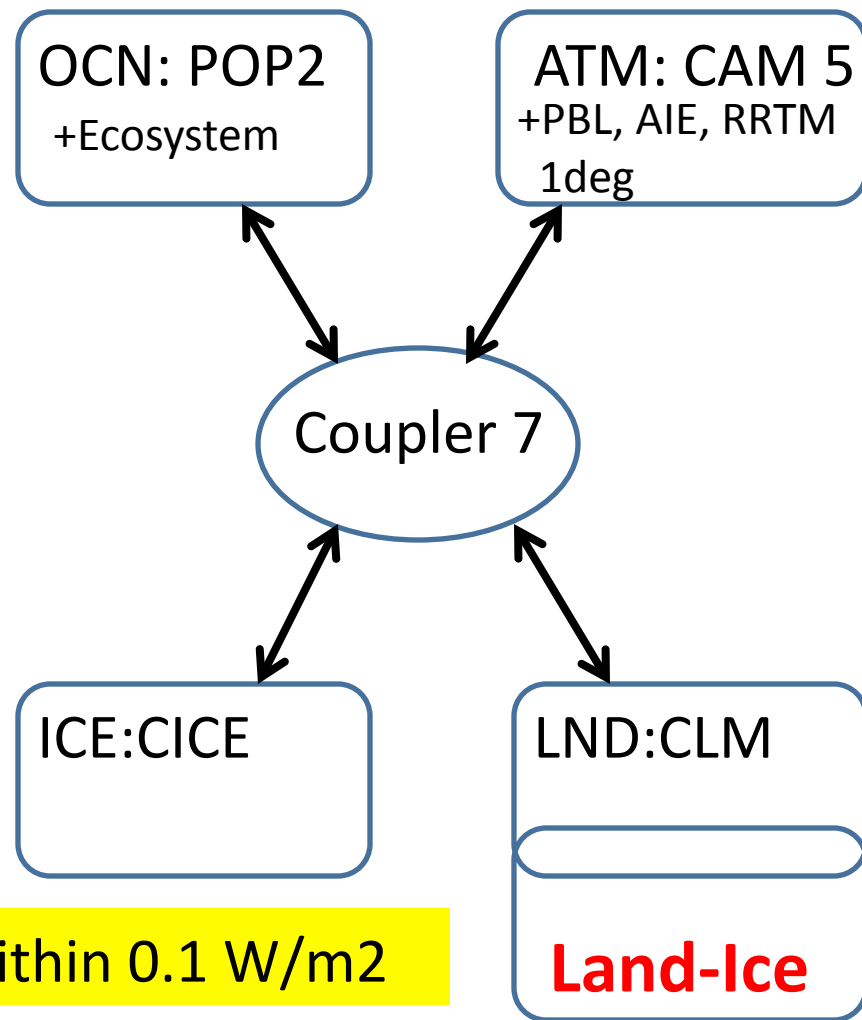 OCN: POP2
+Ecosystem
ATM: CAM 5
+PBL, AIE, RRTM
1deg
Coupler 7
ICE:CICE
LND:CLM
0.1 W/m2
Land-Ice